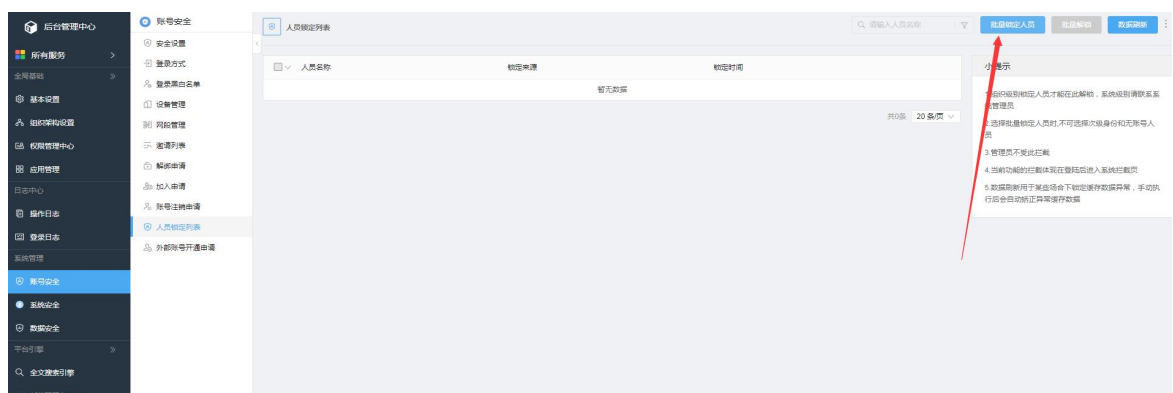 后台管理中心
所有服务
全局基础
基本设置
组织架构设置
权限管理中心
应用管理
日志中心
操作日志
登录日志
系统管理
账号安全
系统安全
数据安全
平台引擎
全文搜索引擎
账号安全
安全设置
登录方式
登录黑白名单
设备管理
网段管理
邀请列表
解绑申请
加入申请
账号注销申请
人员锁定列表
外部账号开通申请
人员锁定列表
请输入人员名称
批量锁定人员 批量解锁 数据刷新
人员名称 锁定来源 锁定时间
暂无数据
共0条 20 条/页
小提示
1.组织级别锁定人员才能在此解锁，系统级别请联系系
统管理员
2.选择批量锁定人员时,不可选择次级身份和无账号人
员
3.管理员不受此拦截
4.当前功能的拦截体现在登陆后进入系统拦截页
5.数据刷新用于某些场合下锁定缓存数据异常，手动执
行后会自动矫正异常缓存数据